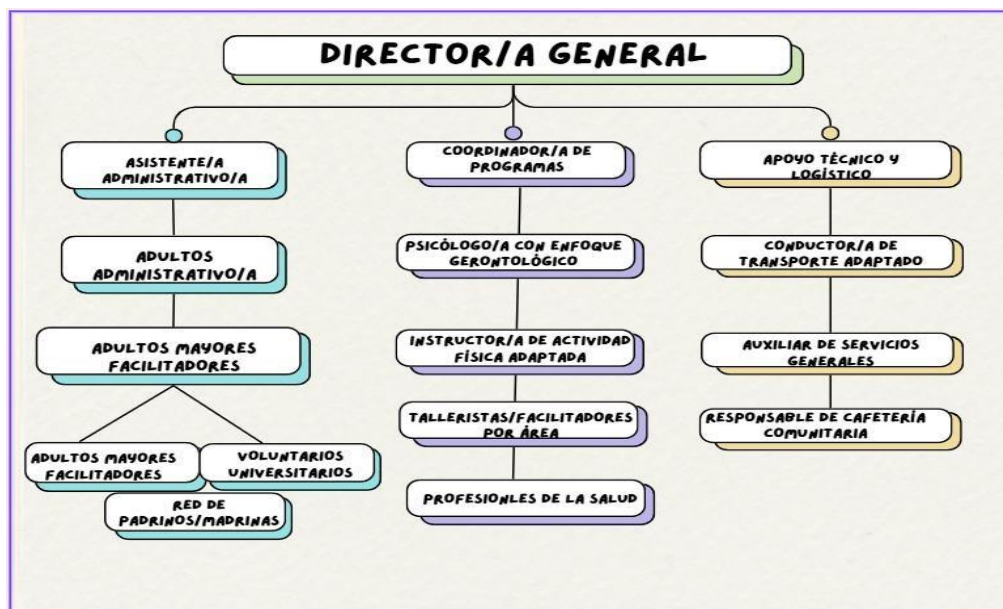 DIRECTOR/A GENERAL
ASISTENTE/A
ADMINISTRATIVO/A
ADULTOS
ADMINISTRATIVO/A
ADULTOS MAYORES
FACILITADORES
ADULTOS MAYORES
FACILITADORES
VOLUNTARIOS
UNIVERSITARIOS
RED DE
PADRINOS/MADRINAS
COORDINADOR/A DE
PROGRAMAS
PSICÓLOGO/A CON ENFOQUE
GERONTOLÓGICO
INSTRUCTOR/A DE ACTIVIDAD
FÍSICA ADAPTADA
TALLERISTAS/FACILITADORES
POR ÁREA
PROFESIONLES DE LA SALUD
APOYO TÉCNICO Y
LOGÍSTICO
CONDUCTOR/A DE
TRANSPORTE ADAPTADO
AUXILIAR DE SERVICIOS
GENERALES
RESPONSABLE DE CAFETERÍA
COMUNITARIA